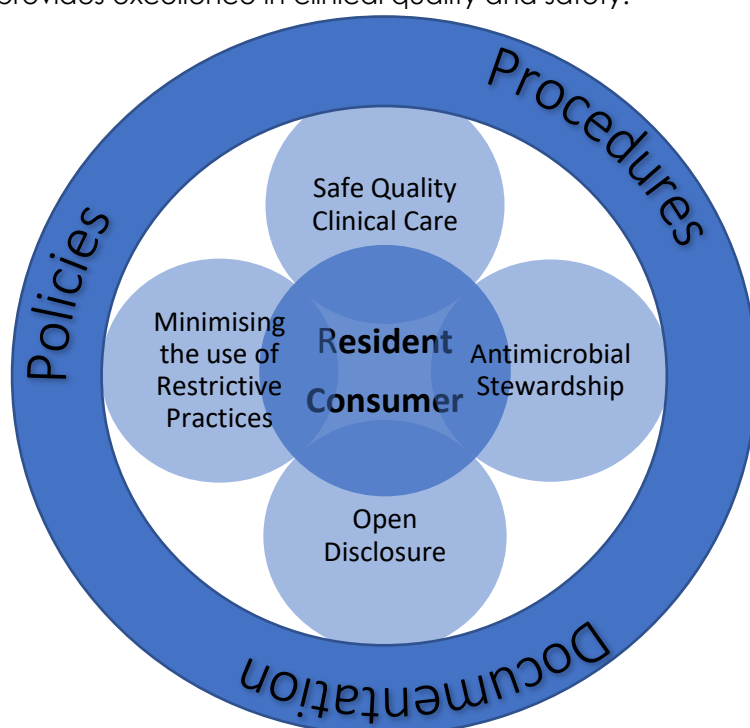 provides excellence in clinical quality and safety.
Procedures
Policies
Safe Quality
Clinical Care
Minimising
the use of
Restrictive
Practices
Resident
Consumer
Antimicrobial
Stewardship
Open
Disclosure
Documentation